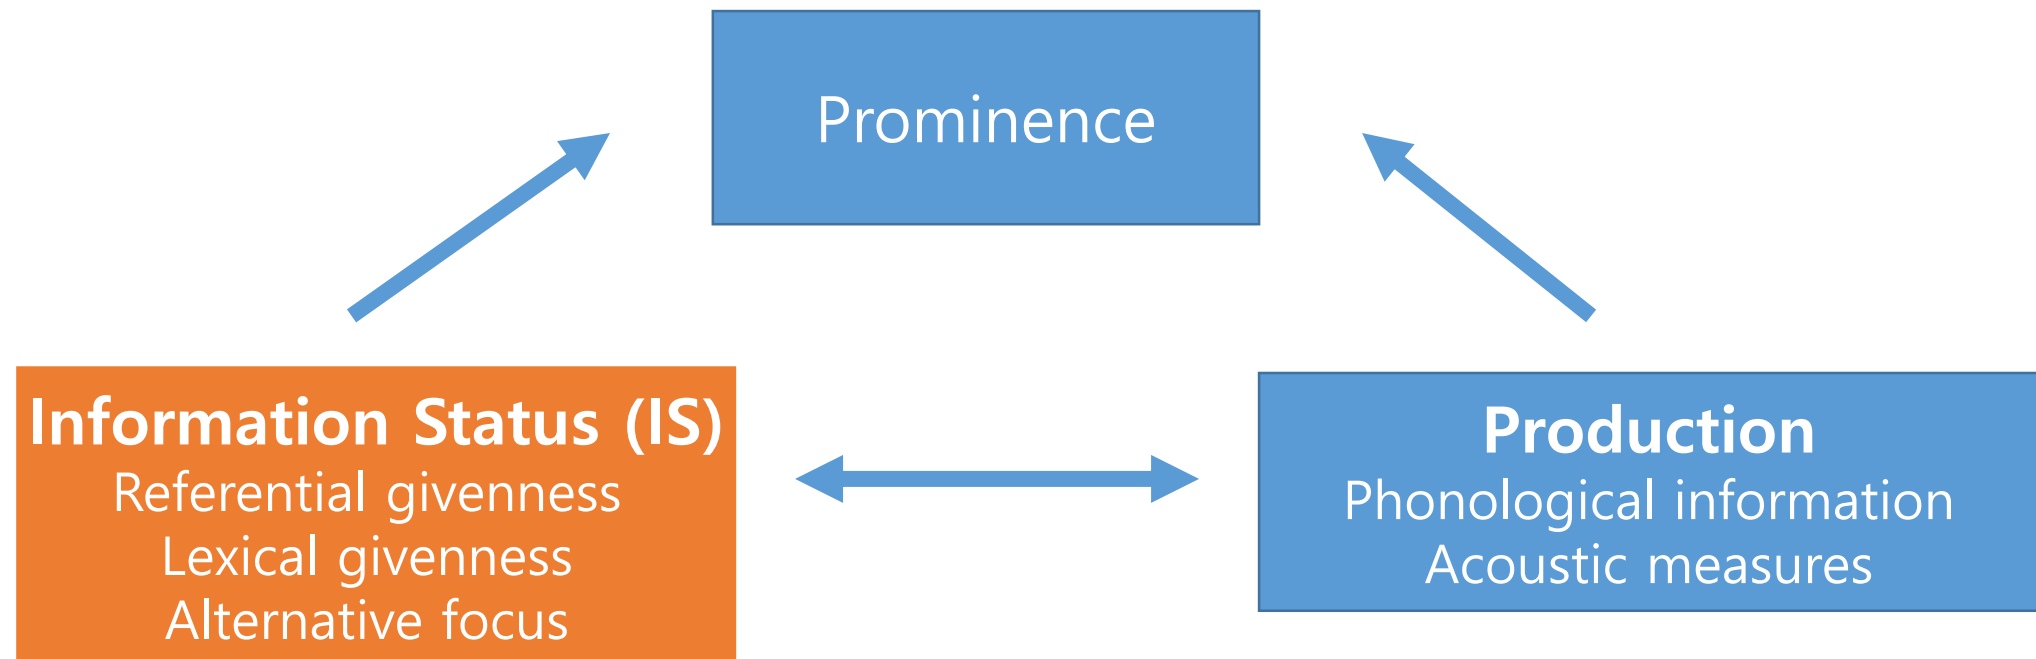 Prominence
Information Status (IS)
Referential givenness
Lexical givenness
Alternative focus
Production
Phonological information
Acoustic measures